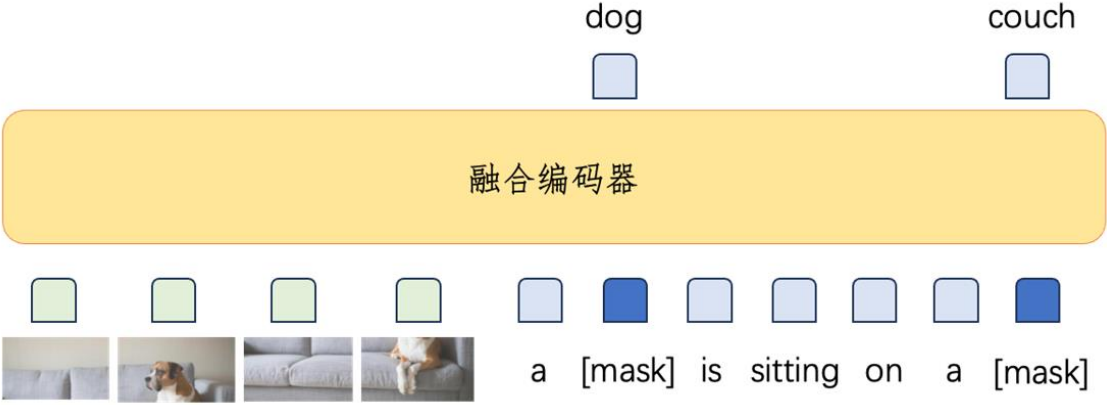 dog couch
融合编码器
a [mask] is sitting on a [mask]